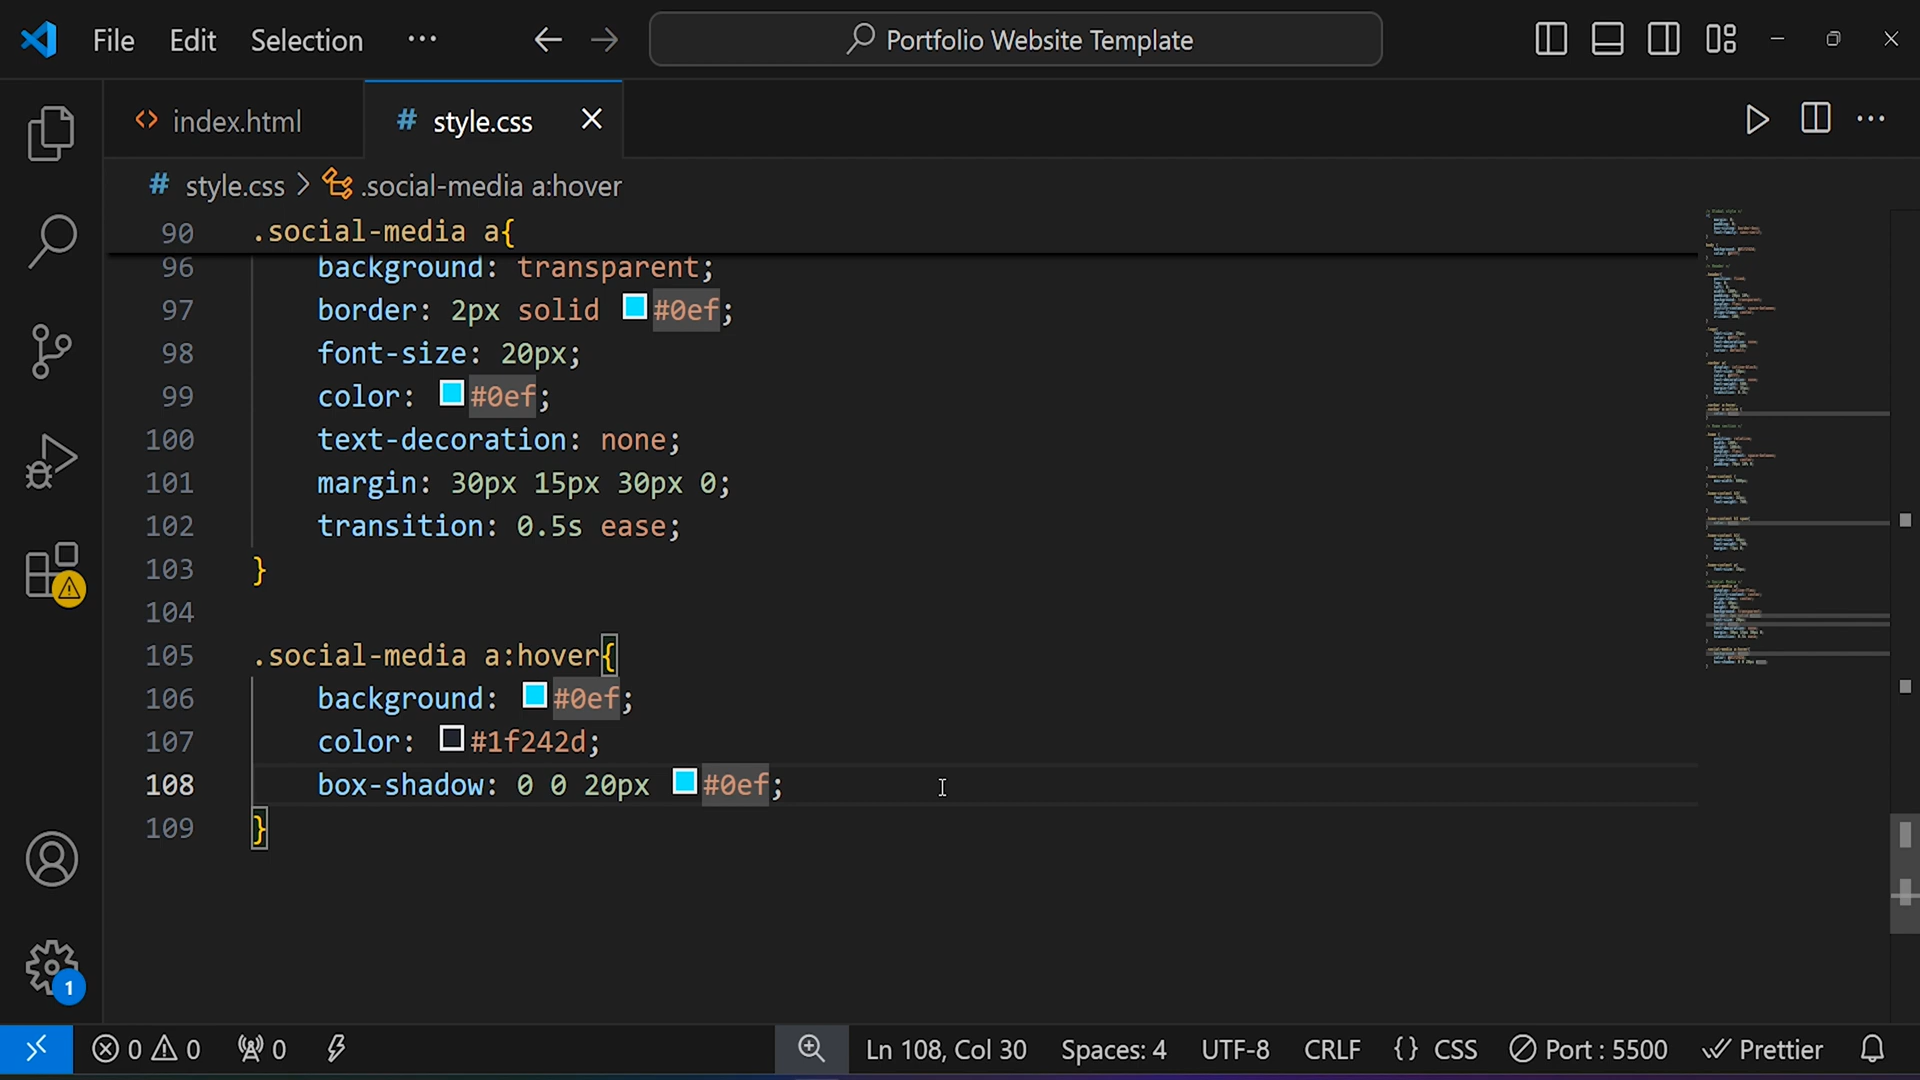 File Edit Selection ··· Portfolio Website Template
index.html # style.css
# style.css > .social-media a:hover
90 .social-media a{
96 background: transparent;
97 border: 2px solid #0ef;
98 font-size: 20px;
99 color: #0ef;
100 text-decoration: none;
101 margin: 30px 15px 30px 0;
102 transition: 0.5s ease;
103 }
104
105 .social-media a:hover{
106 background: #0ef;
107 color: #1f242d;
108 box-shadow: 0 0 20px #0ef;
109 }
1
0 0 0 Ln 108, Col 30 Spaces: 4 UTF-8 CRLF {} CSS Port : 5500 Prettier